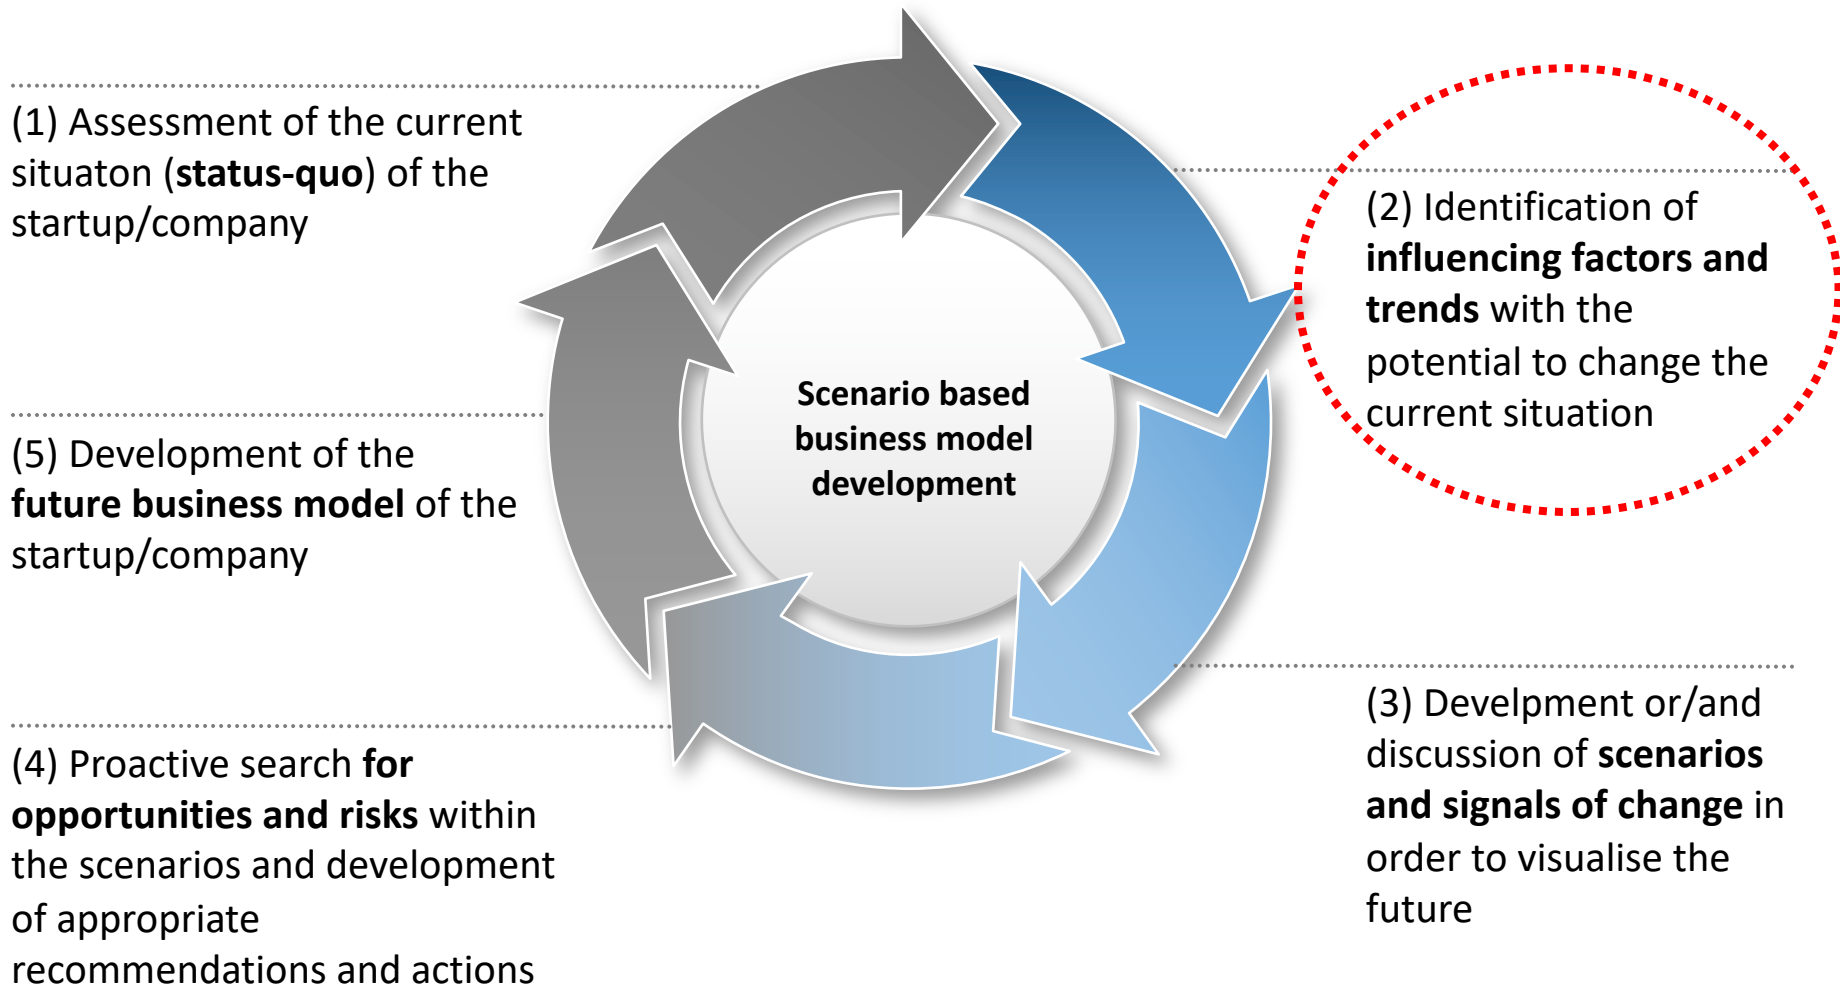 (1) Assessment of the current
situaton (status-quo) of the
startup/company
(2) Identification of
influencing factors and
trends with the
potential to change the
current situation
Scenario based
business model
development
(5) Development of the
future business model of the
startup/company
(3) Develpment or/and
discussion of scenarios
and signals of change in
order to visualise the
future
(4) Proactive search for
opportunities and risks within
the scenarios and development
of appropriate
recommendations and actions